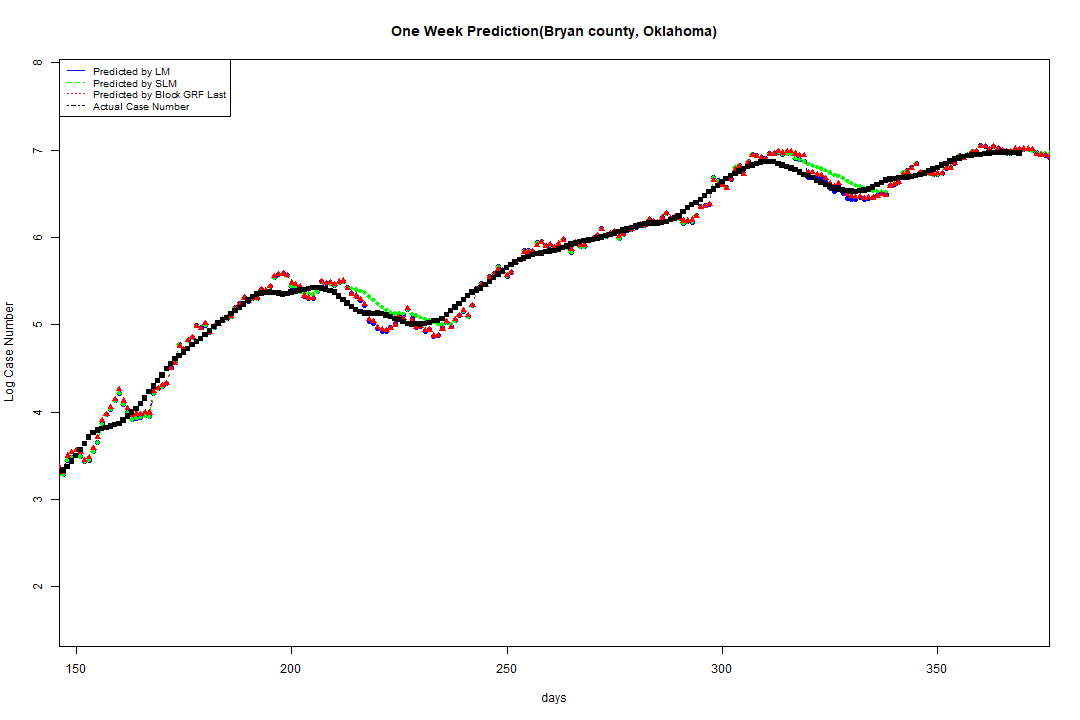 One Week Prediction(Bryan county, Oklahoma)
Predicted by LM
Predicted by SLM
Predicted by Block GRF Last
Actual Case Number
8
7
6
5
4
3
2
Log Case Number
150 200 250 300 350
days